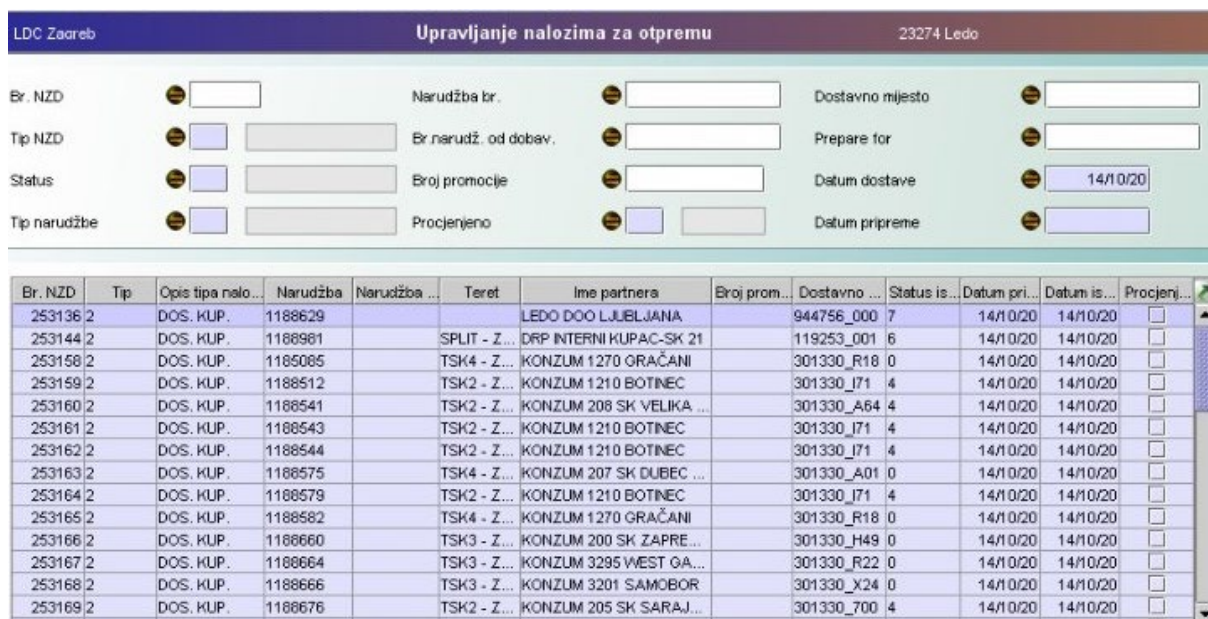 LDC Zagreb Upravljanje nalozima za otpremu 23274 Ledo
Br. NZD Narudžba br. Dostavno mijesto
Tip NZD Br.narudž. od dobav. Prepare for
Status Broj promocije Datum dostave 14/10/20
Tip narudžbe Procjenjeno Datum pripreme
Br. NZD Tip Opis tipa nalo... Narudžba Narudžba ... Teret Ime partnera Broj prom... Dostavno ... Status is... Datum pri... Datum is... Procjenj...
253136 2 DOS. KUP. 1188629 LEDO DOO LJUBLJANA 944756_000 7 14/10/20 14/10/20
253144 2 DOS. KUP. 1188981 SPLIT - Z... DRP INTERNI KUPAC-SK 21 119253_001 6 14/10/20 14/10/20
253158 2 DOS. KUP. 1185085 TSK4 - Z... KONZUM 1270 GRAČANI 301330_R18 0 14/10/20 14/10/20
253159 2 DOS. KUP. 1188512 TSK2 - Z... KONZUM 1210 BOTINEC 301330_I71 4 14/10/20 14/10/20
253160 2 DOS. KUP. 1188541 TSK2 - Z... KONZUM 208 SK VELIKA ... 301330_A64 4 14/10/20 14/10/20
253161 2 DOS. KUP. 1188543 TSK2 - Z... KONZUM 1210 BOTINEC 301330_I71 4 14/10/20 14/10/20
253162 2 DOS. KUP. 1188544 TSK2 - Z... KONZUM 1210 BOTINEC 301330_I71 4 14/10/20 14/10/20
253163 2 DOS. KUP. 1188575 TSK4 - Z... KONZUM 207 SK DUBEC ... 301330_A01 0 14/10/20 14/10/20
253164 2 DOS. KUP. 1188579 TSK2 - Z... KONZUM 1210 BOTINEC 301330_I71 4 14/10/20 14/10/20
253165 2 DOS. KUP. 1188582 TSK4 - Z... KONZUM 1270 GRAČANI 301330_R18 0 14/10/20 14/10/20
253166 2 DOS. KUP. 1188660 TSK3 - Z... KONZUM 200 SK ZAPRE... 301330_H49 0 14/10/20 14/10/20
253167 2 DOS. KUP. 1188664 TSK3 - Z... KONZUM 3295 WEST GA... 301330_R22 0 14/10/20 14/10/20
253168 2 DOS. KUP. 1188666 TSK3 - Z... KONZUM 3201 SAMOBOR 301330_X24 0 14/10/20 14/10/20
253169 2 DOS. KUP. 1188676 TSK2 - Z... KONZUM 205 SK SARAJ... 301330_700 4 14/10/20 14/10/20